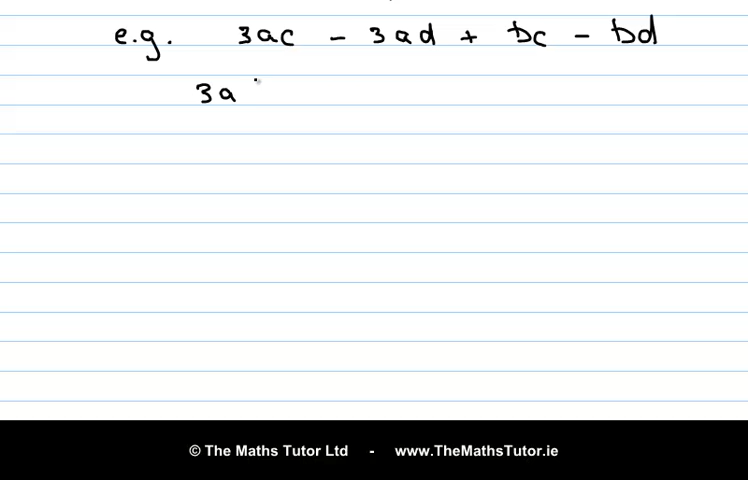 e.g. 3ac - 3ad + bc - bd
3a
© The Maths Tutor Ltd - www.TheMathsTutor.ie